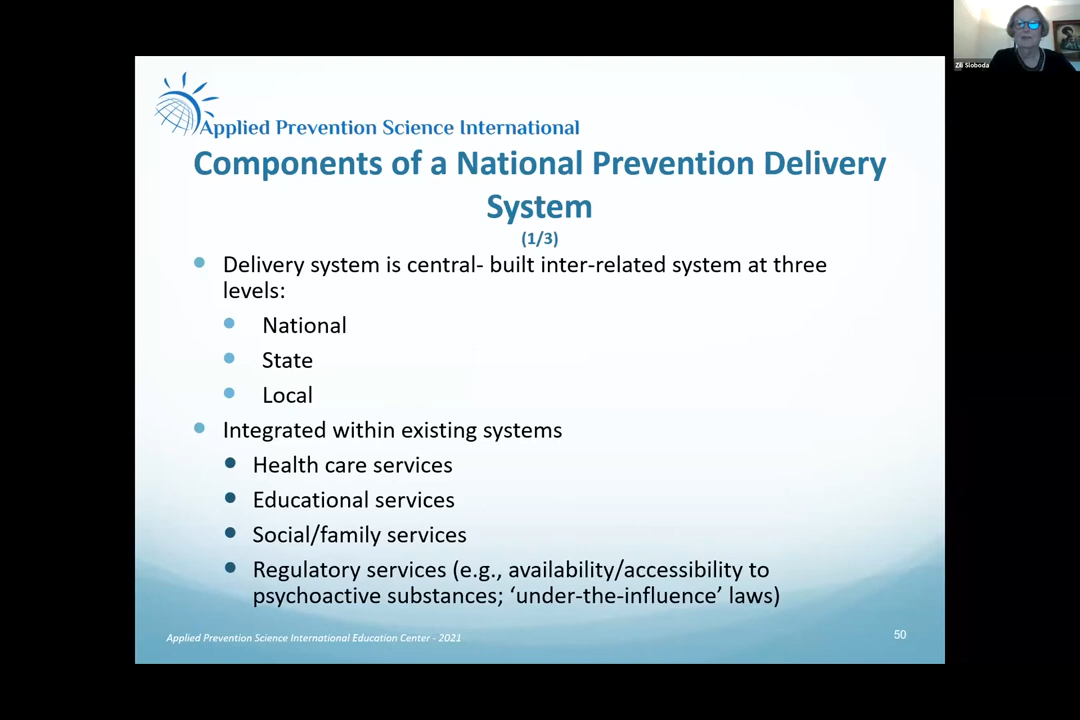 Zili Sloboda
Applied Prevention Science International
Components of a National Prevention Delivery
System
(1/3)
Delivery system is central- built inter-related system at three
levels:
National
State
Local
Integrated within existing systems
Health care services
Educational services
Social/family services
Regulatory services (e.g., availability/accessibility to
psychoactive substances; ‘under-the-influence’ laws)
Applied Prevention Science International Education Center - 2021
50